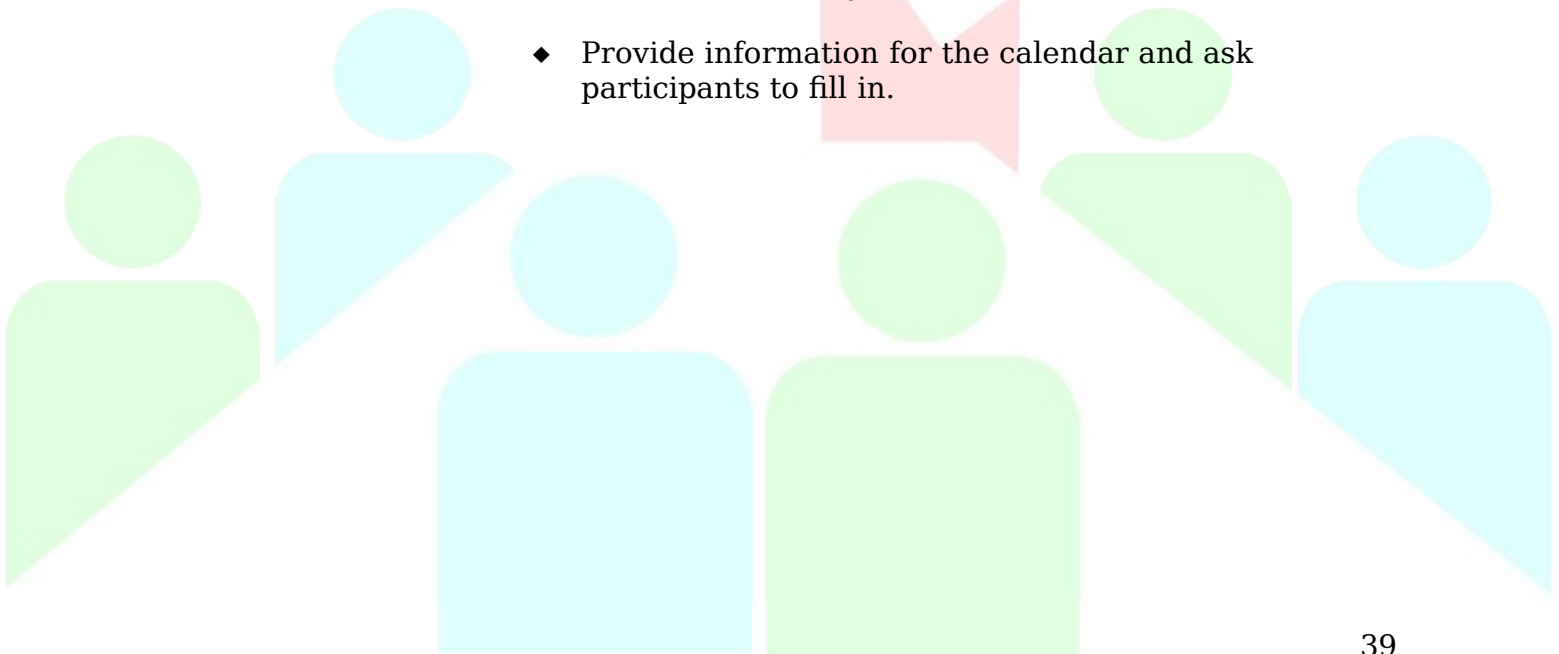 ◆ Provide information for the calendar and ask
participants to fill in.
39